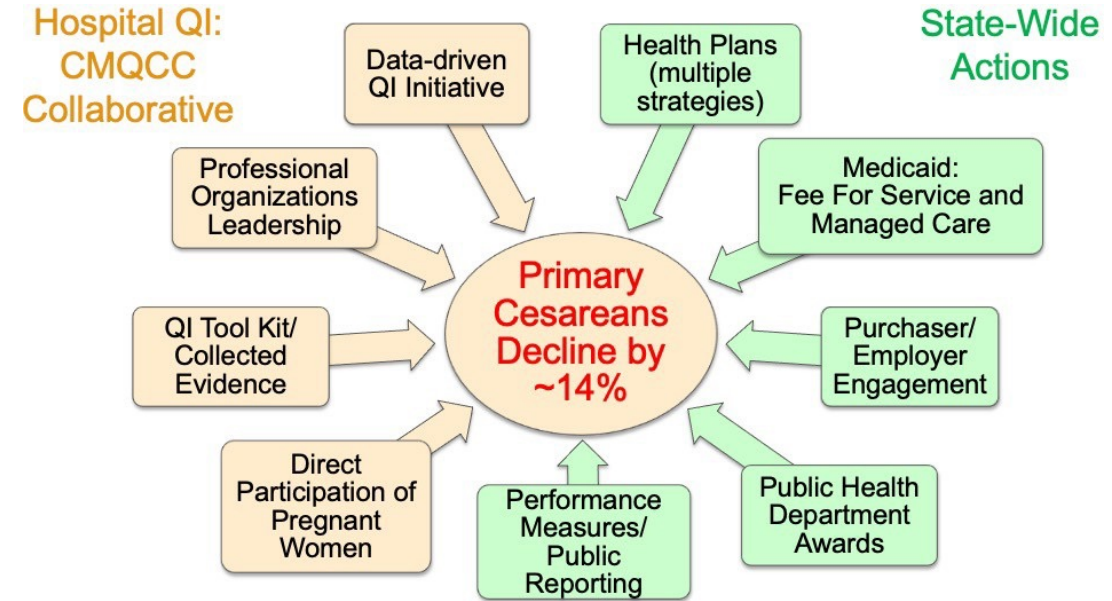 Hospital QI:
CMQCC
Collaborative
State-Wide
Actions
Data-driven
QI Initiative
Health Plans
(multiple
strategies)
Professional
Organizations
Leadership
Medicaid:
Fee For Service and
Managed Care
Primary
Cesareans
Decline by
~14%
QI Tool Kit/
Collected
Evidence
Purchaser/
Employer
Engagement
Direct
Participation of
Pregnant
Women
Performance
Measures/
Public
Reporting
Public Health
Department
Awards